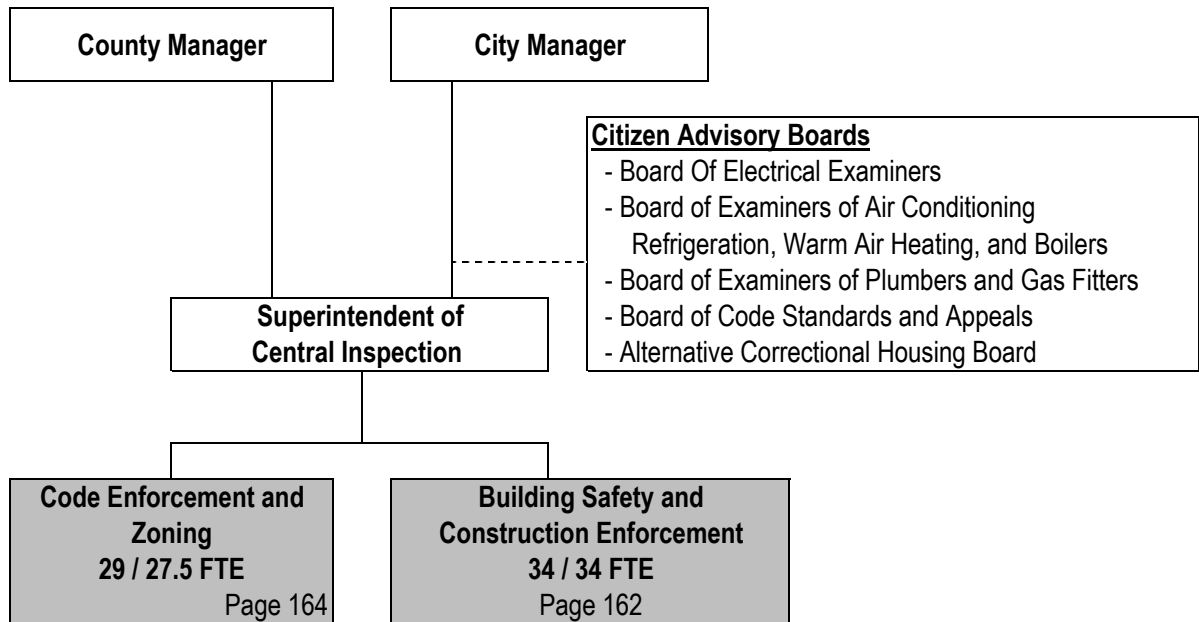 County Manager
City Manager
Citizen Advisory Boards
- Board Of Electrical Examiners
- Board of Examiners of Air Conditioning
Refrigeration, Warm Air Heating, and Boilers
- Board of Examiners of Plumbers and Gas Fitters
- Board of Code Standards and Appeals
- Alternative Correctional Housing Board
Superintendent of
Central Inspection
Code Enforcement and
Zoning
29 / 27.5 FTE
Page 164
Building Safety and
Construction Enforcement
34 / 34 FTE
Page 162